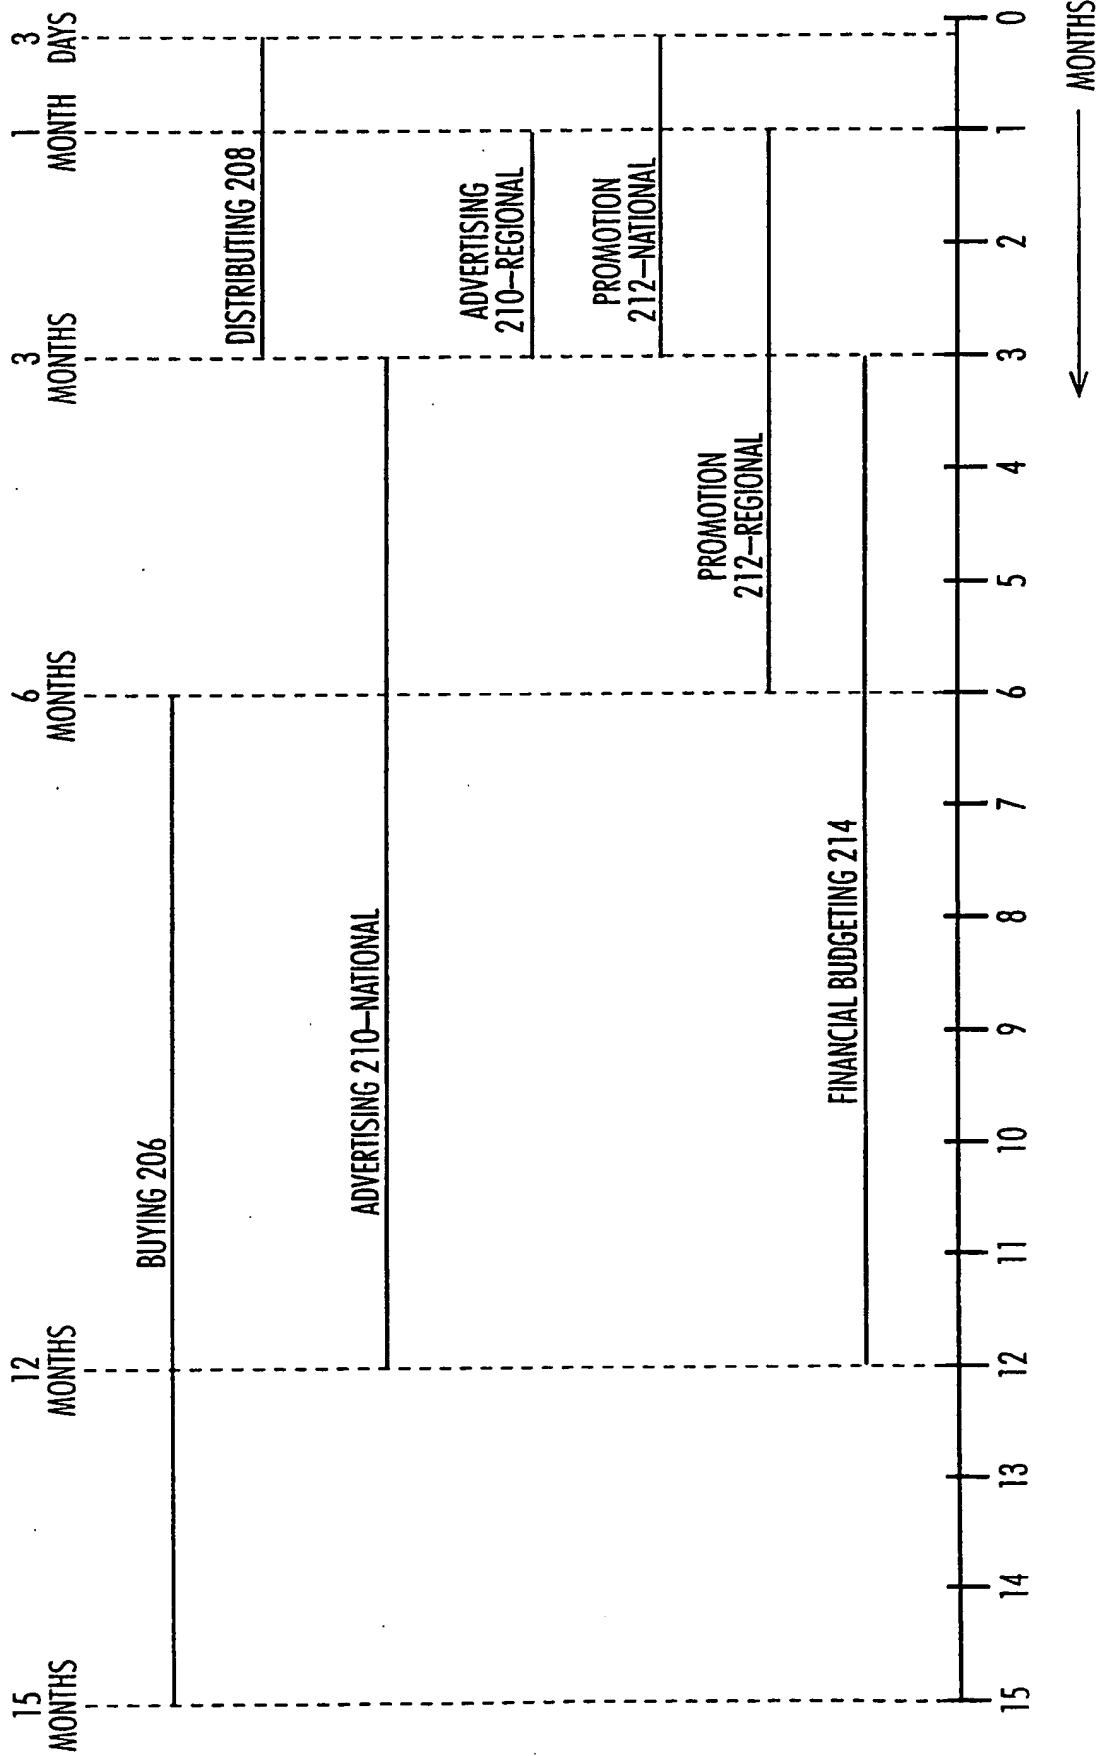 15
MONTHS
12
MONTHS
6
MONTHS
3
MONTHS
1
MONTH
3
DAYS
BUYING 206
DISTRIBUTING 208
ADVERTISING 210—NATIONAL
ADVERTISING
210—REGIONAL
PROMOTION
212—NATIONAL
PROMOTION
212—REGIONAL
FINANCIAL BUDGETING 214
15 14 13 12 11 10 9 8 7 6 5 4 3 2 1 0
MONTHS